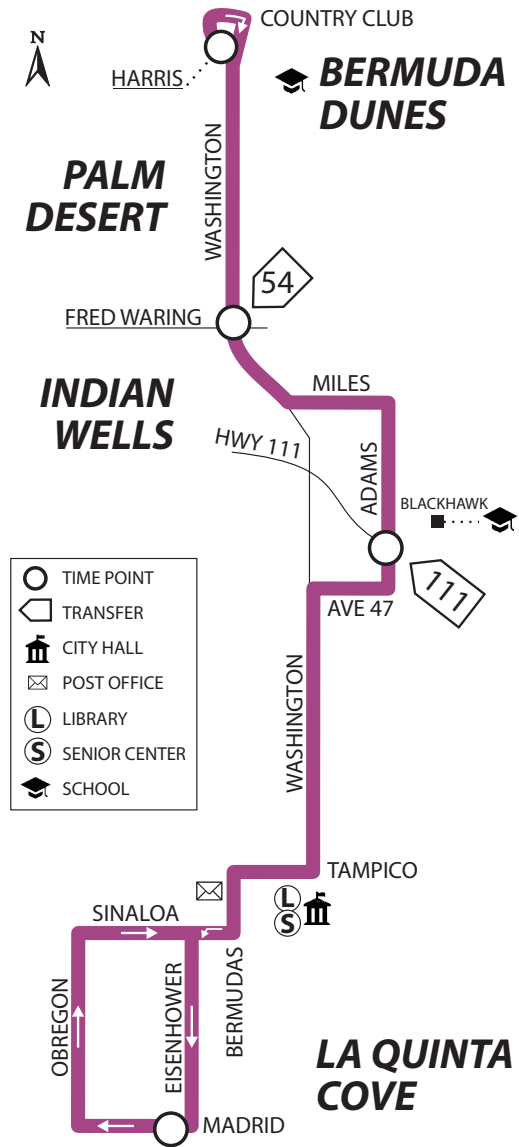 COUNTRY CLUB
N
HARRIS
BERMUDA
DUNES
WASHINGTON
PALM
DESERT
54
FRED WARING
MILES
INDIAN
WELLS
HWY 111
ADAMS
BLACKHAWK
111
AVE 47
TIME POINT
TRANSFER
CITY HALL
POST OFFICE
L LIBRARY
S SENIOR CENTER
SCHOOL
WASHINGTON
TAMPICO
L
S
SINALOA
BERMUDAS
EISENHOWER
OBREGON
LA QUINTA
COVE
MADRID